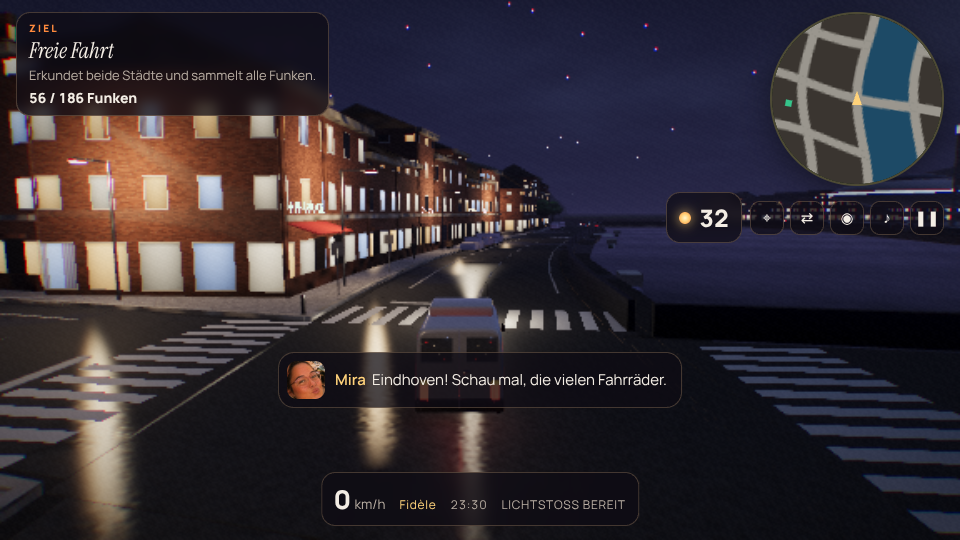 ZIEL
Freie Fahrt
Erkundet beide Städte und sammelt alle Funken.
56 / 186 Funken
32
Mira Eindhoven! Schau mal, die vielen Fahrräder.
0 km/h Fidèle 23:30 LICHTSTOSS BEREIT